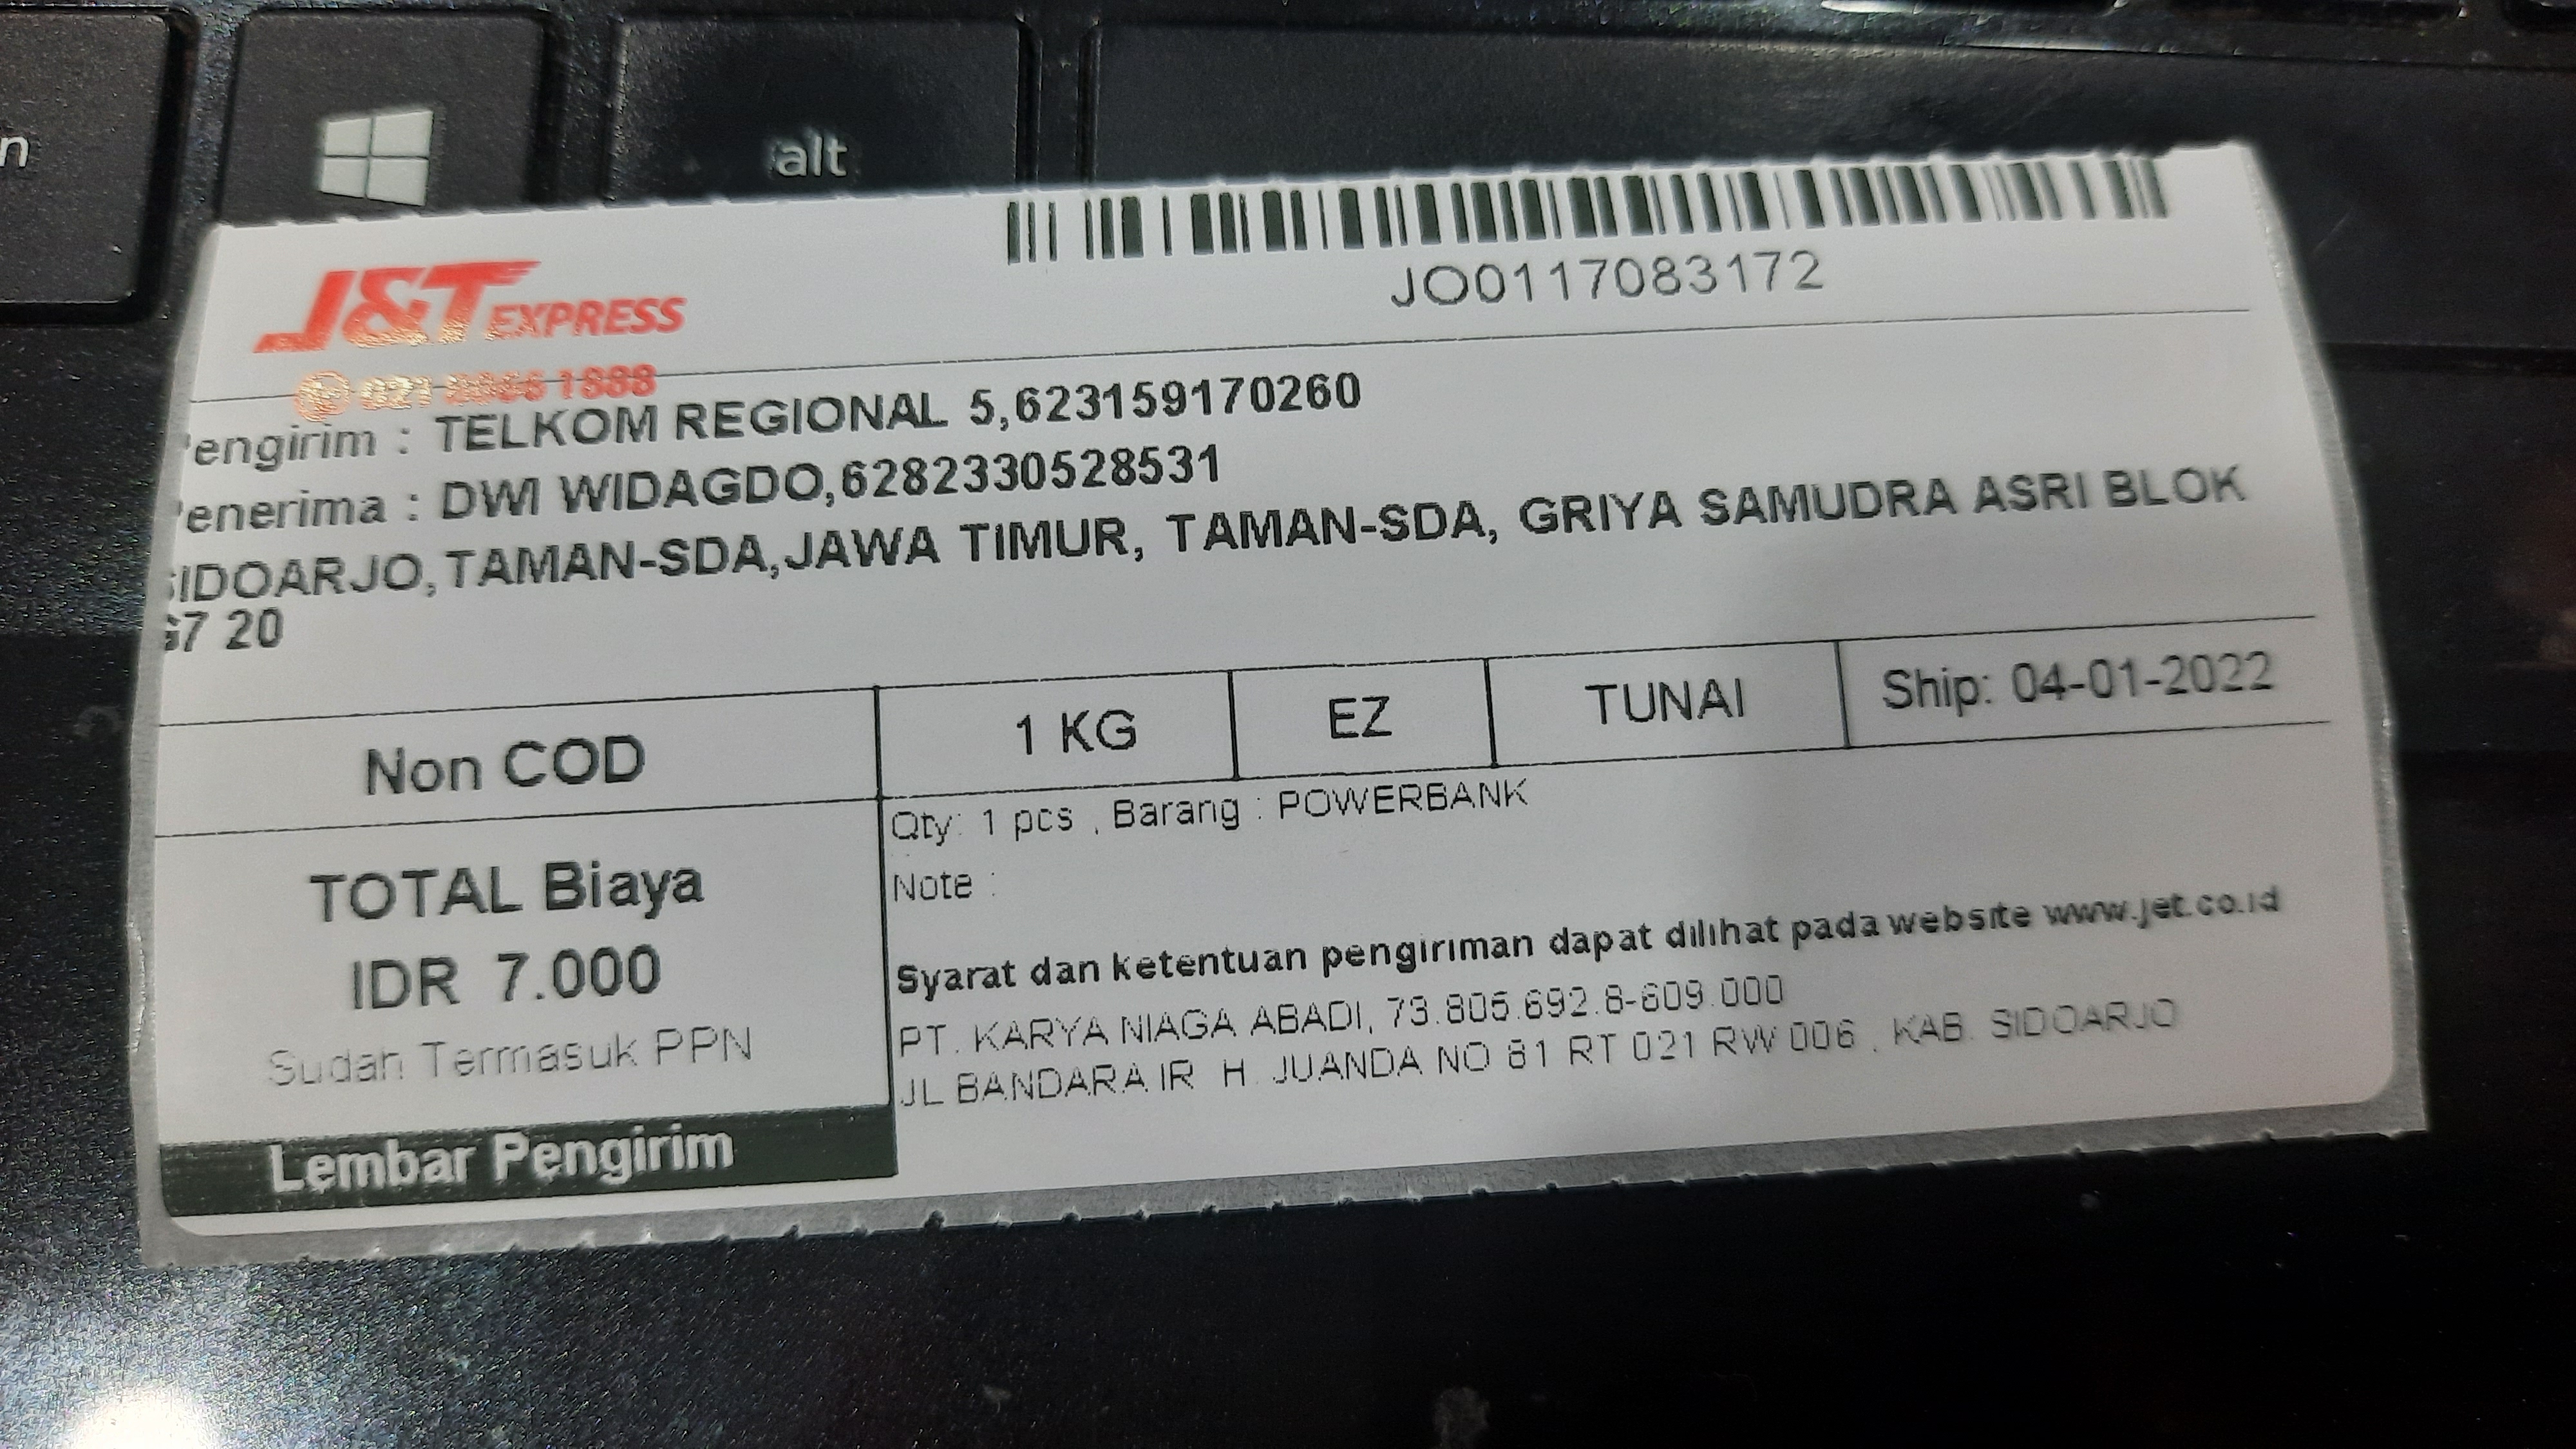 J&T EXPRESS
JO0117083172
021 8066 1888
engirim : TELKOM REGIONAL 5,623159170260
enerima : DWI WIDAGDO,6282330528531
IDOARJO,TAMAN-SDA,JAWA TIMUR, TAMAN-SDA, GRIYA SAMUDRA ASRI BLOK
7 20
Non COD
1 KG
EZ
TUNAI
Ship: 04-01-2022
TOTAL Biaya
IDR 7.000
Sudah Termasuk PPN
Lembar Pengirim
Qty: 1 pcs , Barang : POWERBANK
Note :
Syarat dan ketentuan pengiriman dapat dilihat pada website www.jet.co.id
PT. KARYA NIAGA ABADI, 73.805.692.8-609.000
JL BANDARA IR. H. JUANDA NO 81 RT 021 RW 006 , KAB. SIDOARJO
n
alt